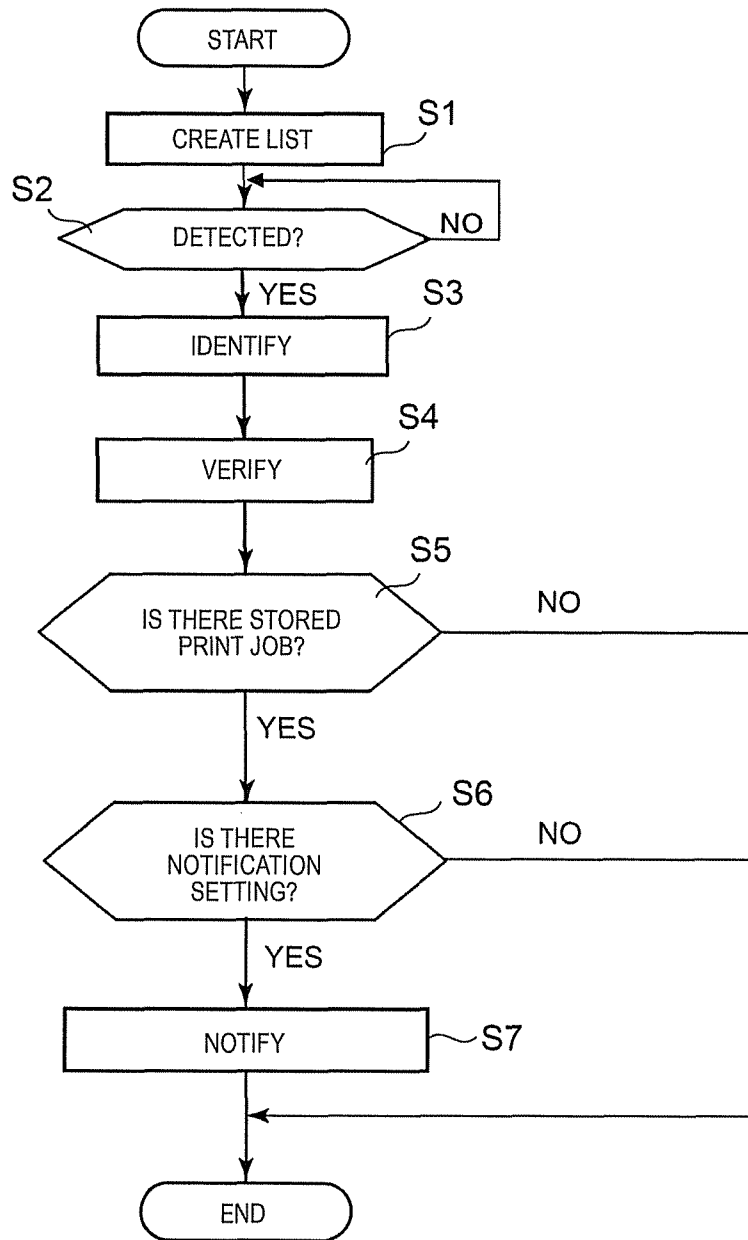 START
CREATE LIST
S1
S2
DETECTED?
NO
YES
S3
IDENTIFY
S4
VERIFY
S5
IS THERE STORED
PRINT JOB?
NO
YES
S6
IS THERE
NOTIFICATION
SETTING?
NO
YES
NOTIFY
S7
END